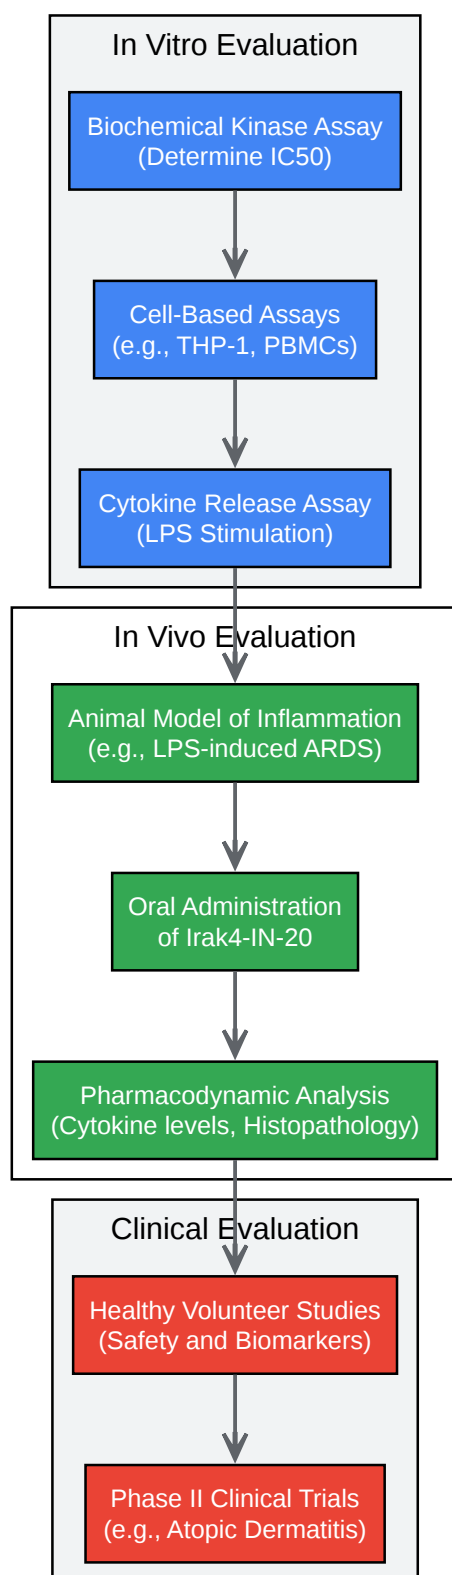 In Vitro Evaluation
Biochemical Kinase Assay
(Determine IC50)
Cell-Based Assays
(e.g., THP-1, PBMCs)
Cytokine Release Assay
(LPS Stimulation)
In Vivo Evaluation
Animal Model of Inflammation
(e.g., LPS-induced ARDS)
Oral Administration
of Irak4-IN-20
Pharmacodynamic Analysis
(Cytokine levels, Histopathology)
Clinical Evaluation
Healthy Volunteer Studies
(Safety and Biomarkers)
Phase II Clinical Trials
(e.g., Atopic Dermatitis)